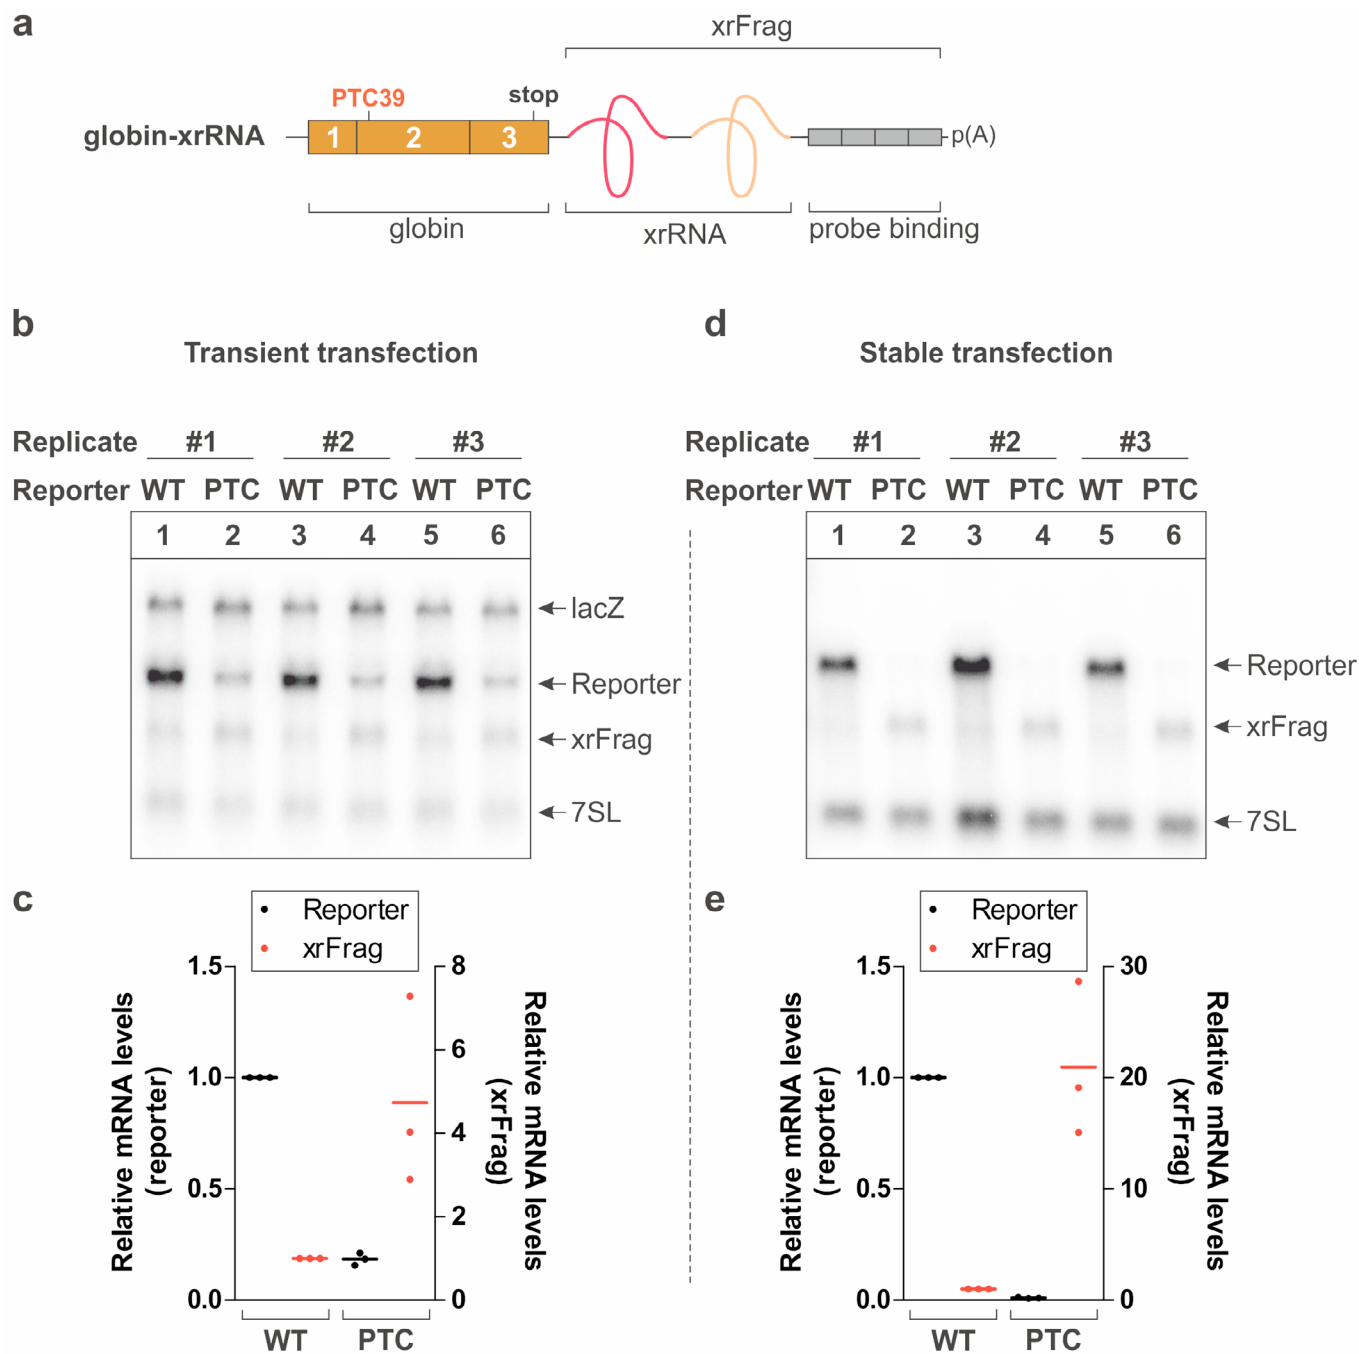 a
xrFrag
PTC39
stop
globin-xrRNA
1 2 3
p(A)
globin
xrRNA
probe binding
b
Transient transfection
Replicate #1 #2 #3
Reporter WT PTC WT PTC WT PTC
1 2 3 4 5 6
lacZ
Reporter
xrFrag
7SL
d
Stable transfection
Replicate #1 #2 #3
Reporter WT PTC WT PTC WT PTC
1 2 3 4 5 6
Reporter
xrFrag
7SL
c
Reporter
xrFrag
Relative mRNA levels
(reporter)
1.5
1.0
0.5
0.0
8
6
4
2
0
Relative mRNA levels
(xrFrag)
WT PTC
e
Reporter
xrFrag
Relative mRNA levels
(reporter)
1.5
1.0
0.5
0.0
30
20
10
0
Relative mRNA levels
(xrFrag)
WT PTC